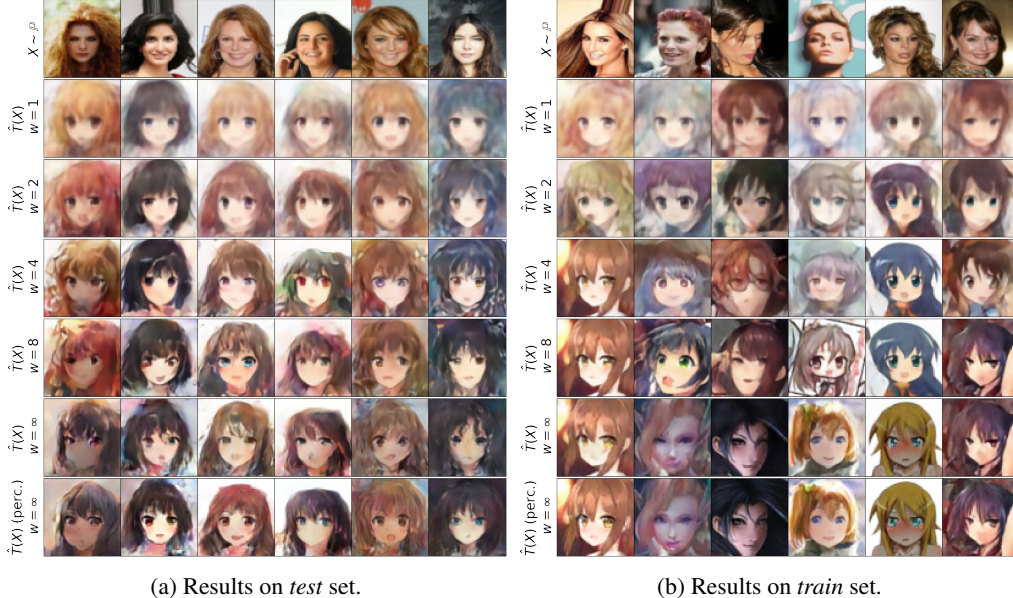 X ~ ℙ
X ~ ℙ
T̂(X)
w = 1
T̂(X)
w = 1
T̂(X)
w = 2
T̂(X)
w = 2
T̂(X)
w = 4
T̂(X)
w = 4
T̂(X)
w = 8
T̂(X)
w = 8
T̂(X)
w = ∞
T̂(X)
w = ∞
T̂(X) (perc.)
w = ∞
T̂(X) (perc.)
w = ∞
(a) Results on test set.
(b) Results on train set.